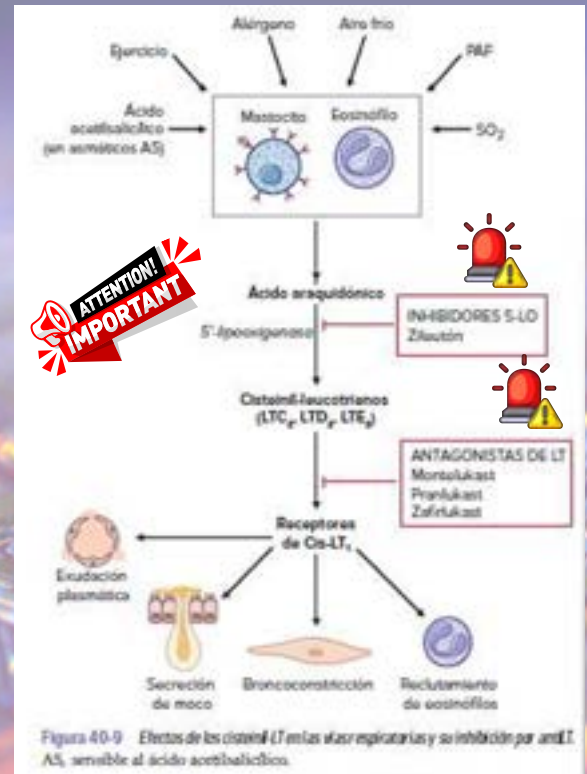 Alérgeno
Aire frío
Ejercicio
PAF
Ácido
acetilsalicílico
(en asmáticos AS)
Mastocito
Eosinófilo
SO₂
ATTENTION!
IMPORTANT
Ácido araquidónico
5'-lipooxigenasa
INHIBIDORES 5-LO
Zileutón
Cisteinil-leucotrienos
(LTC₄, LTD₄, LTE₄)
ANTAGONISTAS DE LT
Montelukast
Pranlukast
Zafirlukast
Receptores
de Cis-LT₁
Exudación
plasmática
Secreción
de moco
Broncoconstricción
Reclutamiento
de eosinófilos
Figura 40-9 Efectos de los cisteinil-LT en las vías respiratorias y su inhibición por antiLT.
AS, sensible al ácido acetilsalicílico.